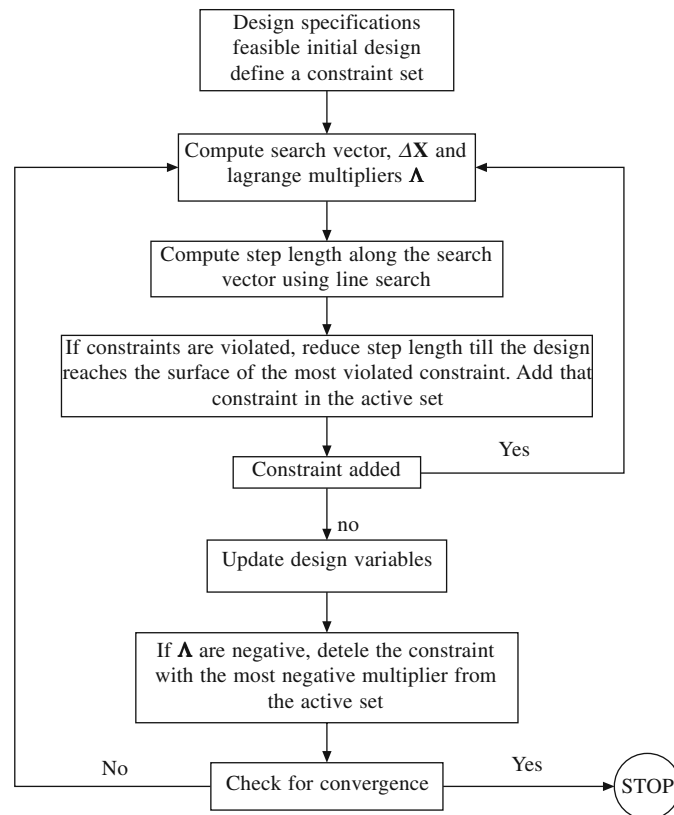 Design specifications
feasible initial design
define a constraint set
Compute search vector, ΔX and
lagrange multipliers Λ
Compute step length along the search
vector using line search
If constraints are violated, reduce step length till the design
reaches the surface of the most violated constraint. Add that
constraint in the active set
Yes
Constraint added
no
Update design variables
If Λ are negative, detele the constraint
with the most negative multiplier from
the active set
No
Check for convergence
Yes
STOP